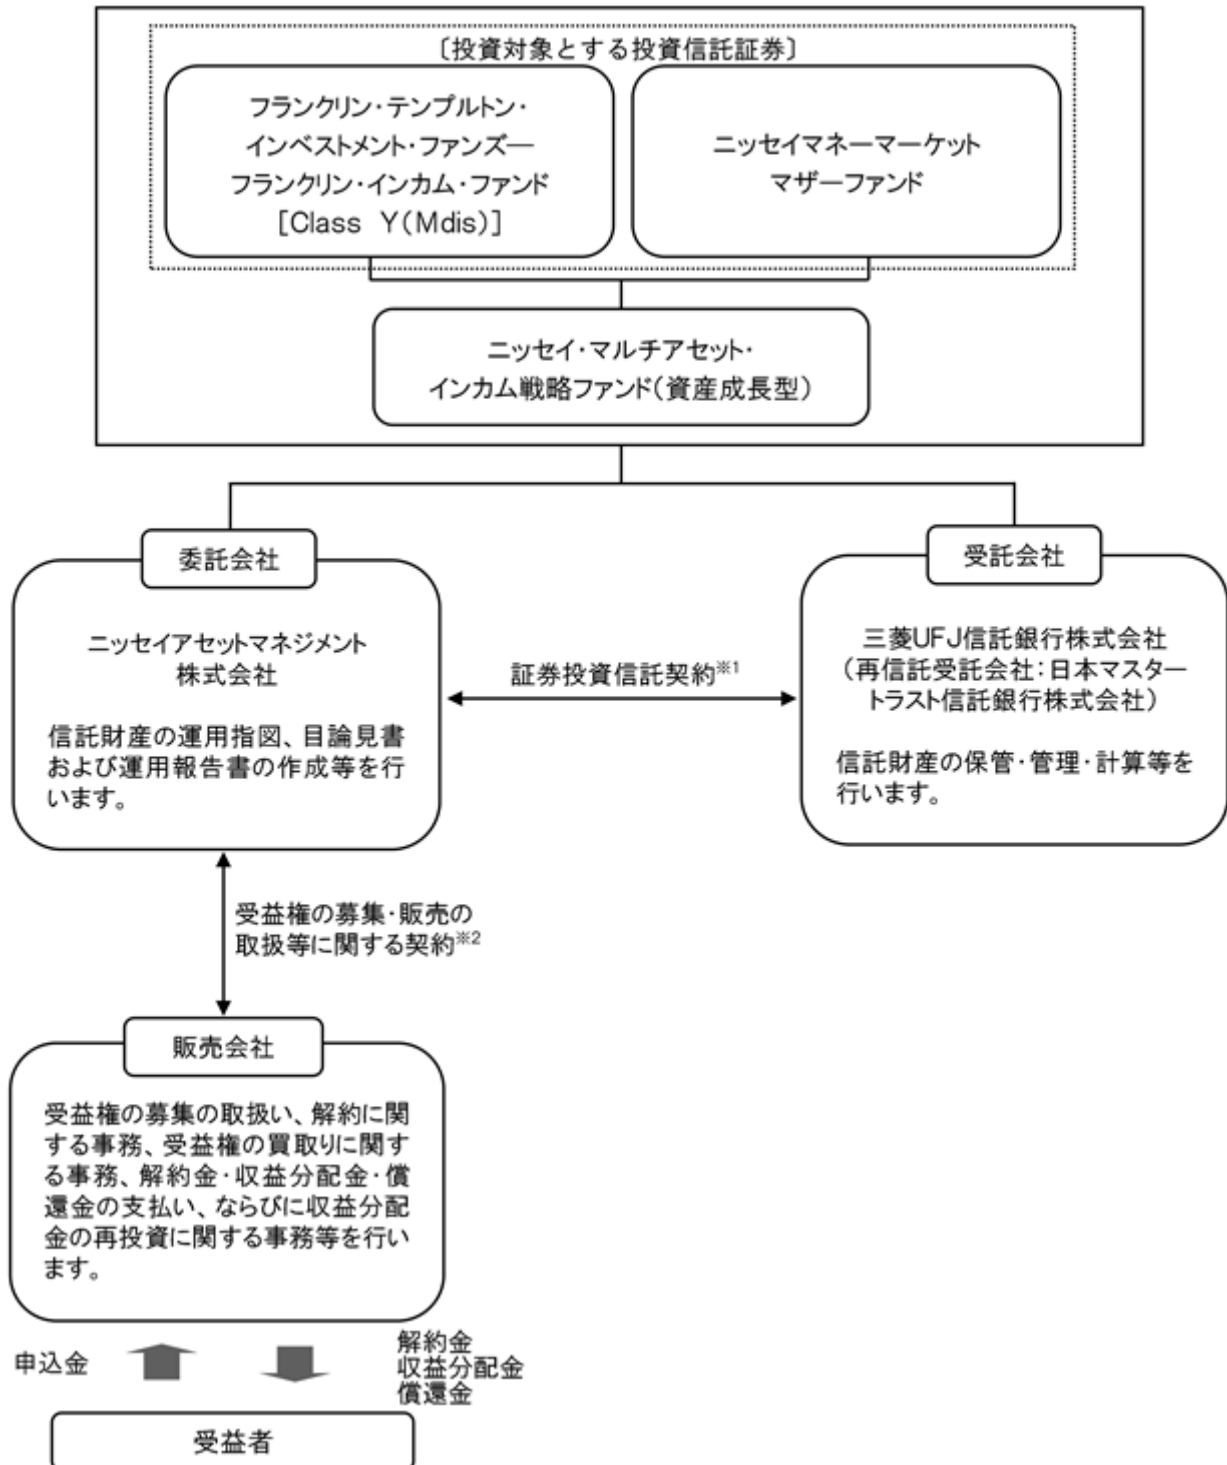 〔投資対象とする投資信託証券〕
フランクリン・テンプルトン・
インベストメント・ファンズ―
フランクリン・インカム・ファンド
[Class Y(Mdis)]
ニッセイマネーマーケット
マザーファンド
ニッセイ・マルチアセット・
インカム戦略ファンド(資産成長型)
委託会社
ニッセイアセットマネジメント
株式会社
信託財産の運用指図、目論見書
および運用報告書の作成等を行
います。
証券投資信託契約※1
受託会社
三菱UFJ信託銀行株式会社
(再信託受託会社:日本マスター
トラスト信託銀行株式会社)
信託財産の保管・管理・計算等を
行います。
受益権の募集・販売の
取扱等に関する契約※2
販売会社
受益権の募集の取扱い、解約に関
する事務、受益権の買取りに関す
る事務、解約金・収益分配金・償
還金の支払い、ならびに収益分配
金の再投資に関する事務等を行い
ます。
申込金
解約金
収益分配金
償還金
受益者